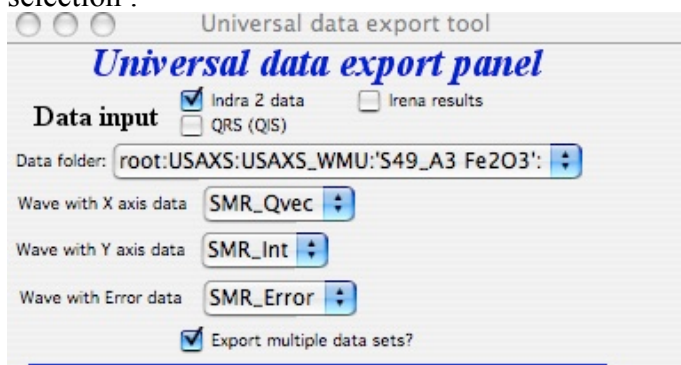 selection :
Universal data export tool
Universal data export panel
Data input
Indra 2 data
Irena results
QRS (QIS)
Data folder: root:USAXS:USAXS_WMU:'S49_A3 Fe2O3':
Wave with X axis data SMR_Qvec
Wave with Y axis data SMR_Int
Wave with Error data SMR_Error
Export multiple data sets?